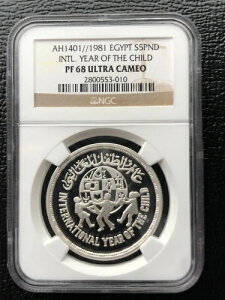 AH1401//1981 EGYPT S5PND
INTL. YEAR OF THE CHILD
PF 68 ULTRA CAMEO
2800553-010
NGC
INTERNATIONAL YEAR OF THE CHILD